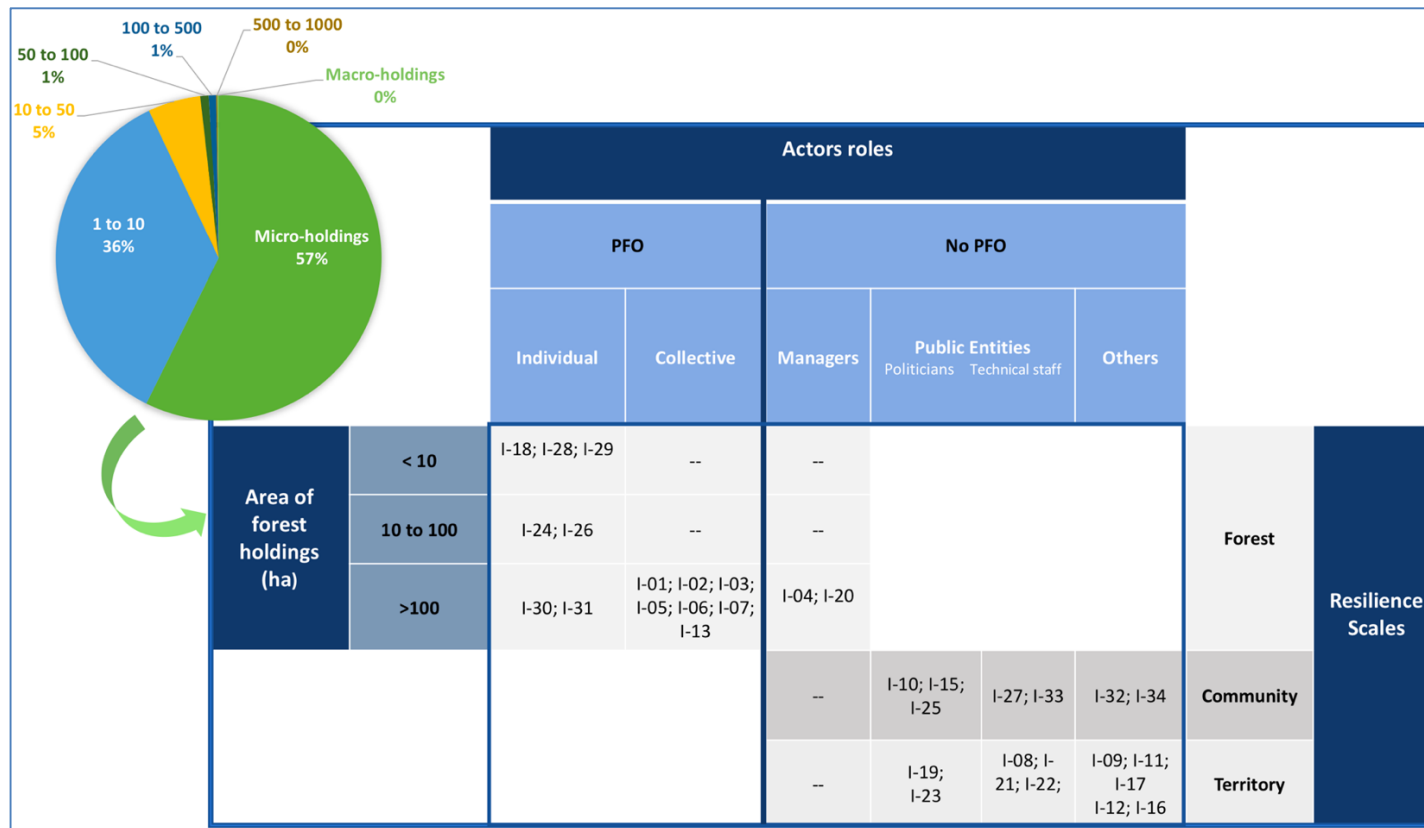 100 to 500
1%
500 to 1000
0%
50 to 100
1%
Macro-holdings
0%
10 to 50
5%
1 to 10
36%
Micro-holdings
57%
Actors roles
PFO
No PFO
Individual
Collective
Managers
Public Entities
Politicians Technical staff
Others
Area of
forest
holdings
(ha)
< 10
I-18; I-28; I-29
--
--
10 to 100
I-24; I-26
--
--
>100
I-30; I-31
I-01; I-02; I-03;
I-05; I-06; I-07;
I-13
I-04; I-20
Forest
Resilience
Scales
--
I-10; I-15;
I-25
I-27; I-33
I-32; I-34
Community
--
I-19;
I-23
I-08; I-
21; I-22;
I-09; I-11;
I-17
I-12; I-16
Territory